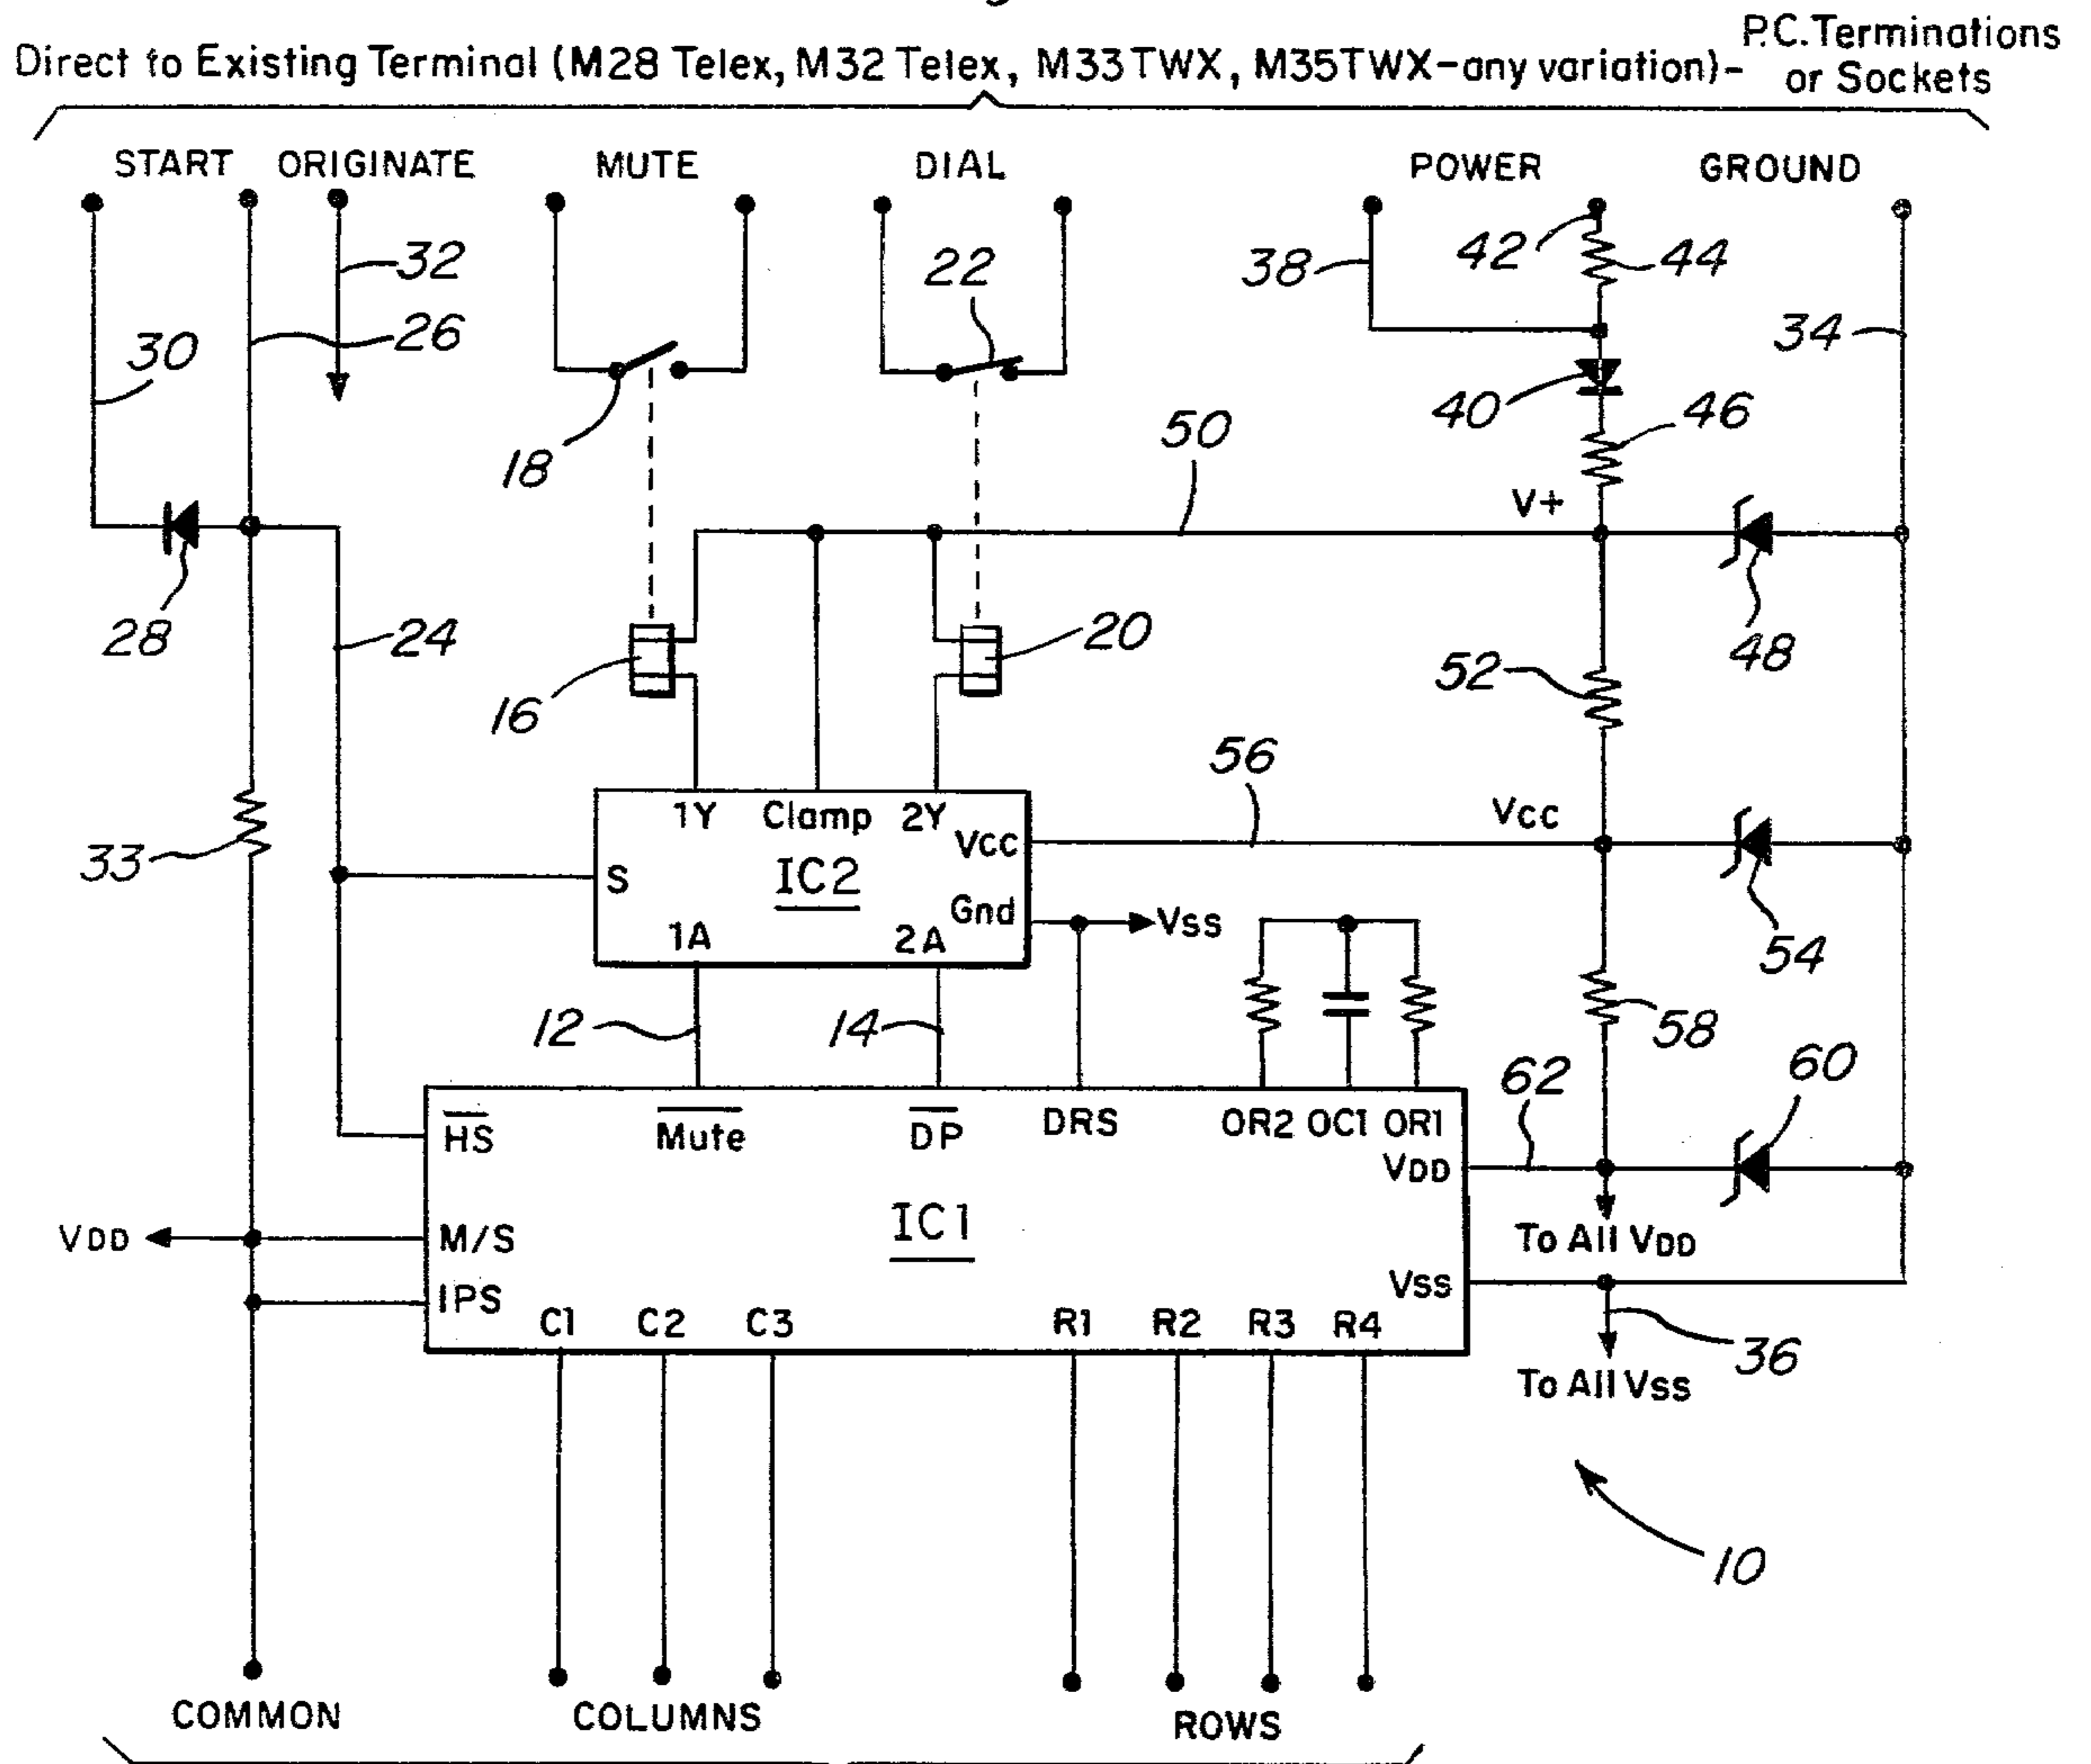 Direct to Existing Terminal (M28 Telex, M32 Telex, M33TWX, M35TWX-any variation)- P.C.Terminations
or Sockets
START ORIGINATE MUTE DIAL POWER GROUND
32
22
38
42
44
30
26
34
18
50
40
46
V+
28
24
16
20
48
52
56
1Y Clamp 2Y
VCC
Vcc
33
S
IC2
Gnd
Vss
54
1A
2A
12
14
58
60
62
HS
Mute
DP
DRS
OR2 OC1 OR1
VDD
IC1
VDD
M/S
To All VDD
IPS
Vss
C1 C2 C3
R1 R2 R3 R4
36
To All Vss
10
COMMON
COLUMNS
ROWS